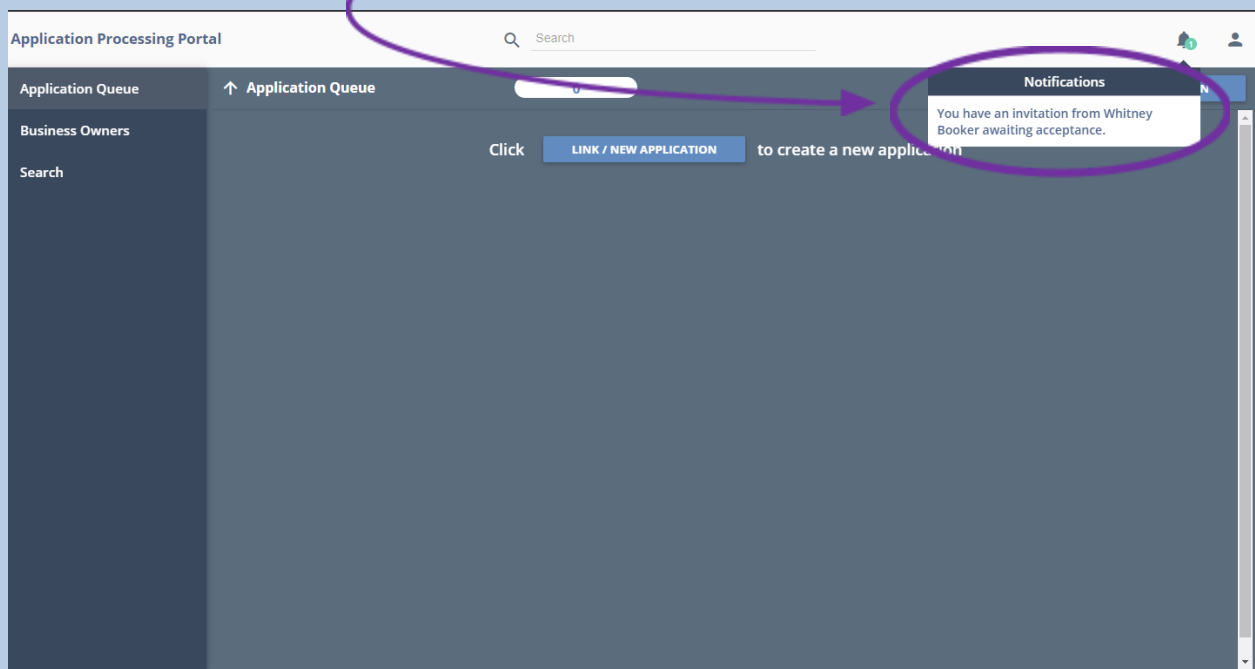 Application Processing Portal
Search
1
Application Queue
Business Owners
Search
Application Queue
0
Notifications
N
You have an invitation from Whitney
Booker awaiting acceptance.
Click LINK / NEW APPLICATION to create a new application